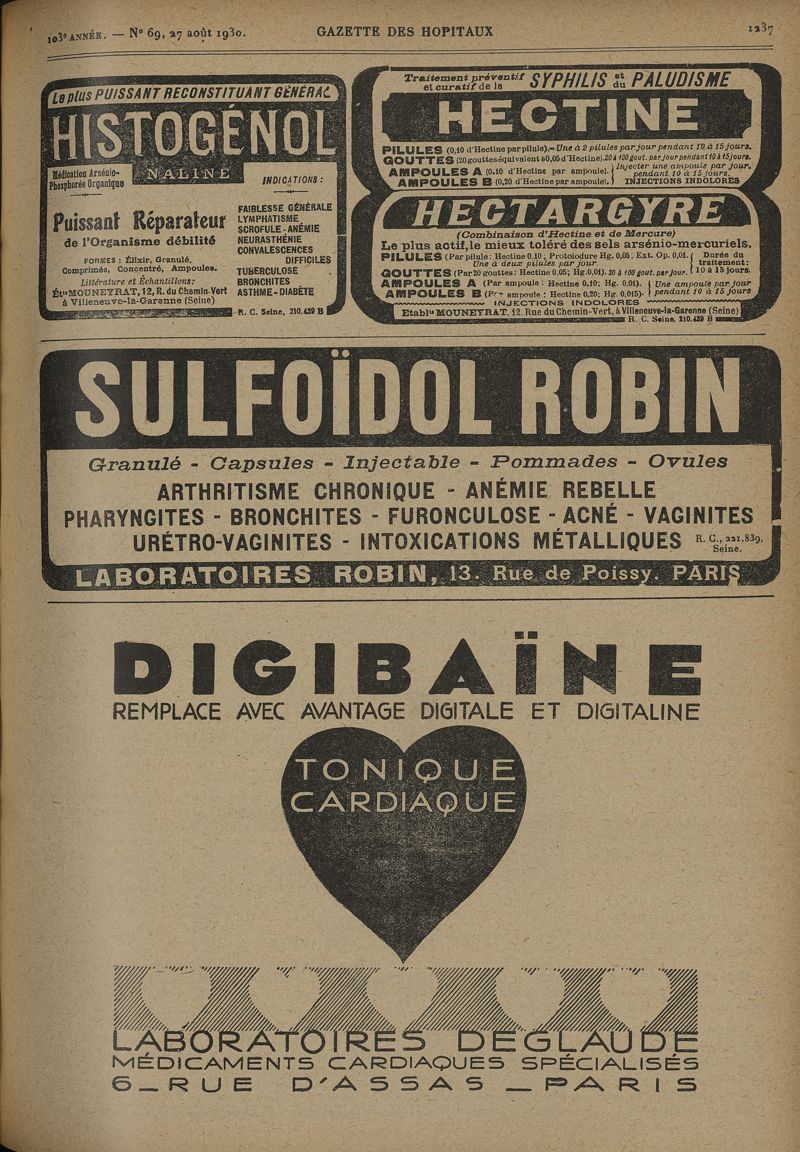 103e ANNÉE. — No 69, 27 août 1930.
GAZETTE DES HOPITAUX
1237
Le plus PUISSANT RECONSTITUANT GÉNÉRAL
HISTOGÉNOL
NALINE
Médication Arsénio-
Phosphorée Organique
INDICATIONS :
Puissant Réparateur
de l'Organisme débilité
FORMES : Élixir, Granulé,
Comprimés, Concentré, Ampoules.
Littérature et Échantillons:
Éts MOUNEYRAT, 12, R. du Chemin-Vert
à Villeneuve-la-Garenne (Seine)
FAIBLESSE GÉNÉRALE
LYMPHATISME
SCROFULE - ANÉMIE
NEURASTHÉNIE
CONVALESCENCES
DIFFICILES
TUBERCULOSE
BRONCHITES
ASTHME - DIABÈTE
R. C. Seine, 210.439 B
Traitement préventif et curatif de la SYPHILIS et du PALUDISME
HECTINE
PILULES (0,10 d'Hectine par pilule).- Une à 2 pilules par jour pendant 10 à 15 jours.
GOUTTES (20 gouttes équivalent à 0,05 d'Hectine). 20 à 100 gout. par jour pendant 10 à 15 jours.
AMPOULES A (0.10 d'Hectine par ampoule). Injecter une ampoule par jour,
AMPOULES B (0,20 d'Hectine par ampoule). pendant 10 à 15 jours.
INJECTIONS INDOLORES
HECTARGYRE
(Combinaison d'Hectine et de Mercure)
Le plus actif, le mieux toléré des sels arsénio-mercuriels.
PILULES (Par pilule: Hectine 0,10; Protoiodure Hg. 0,05; Ext. Op. 0,01.
Une à deux pilules par jour.
GOUTTES (Par 20 gouttes: Hectine 0,05; Hg. 0,01). 20 à 100 gout. par jour.
Durée du
traitement:
10 à 15 jours.
AMPOULES A (Par ampoule : Hectine 0,10; Hg. 0,01). Une ampoule par jour
AMPOULES B (Par ampoule : Hectine 0,20; Hg. 0,015). pendant 10 à 15 jours
INJECTIONS INDOLORES
Etablts MOUNEYRAT, 12, Rue du Chemin-Vert, à Villeneuve-la-Garenne (Seine)
R. C. Seine, 210.439 B
SULFOÏDOL ROBIN
Granulé - Capsules - Injectable - Pommades - Ovules
ARTHRITISME CHRONIQUE - ANÉMIE REBELLE
PHARYNGITES - BRONCHITES - FURONCULOSE - ACNÉ - VAGINITES
URÉTRO-VAGINITES - INTOXICATIONS MÉTALLIQUES
R. C., 221.839,
Seine.
LABORATOIRES ROBIN, 13. Rue de Poissy. PARIS
DIGIBAÏNE
REMPLACE AVEC AVANTAGE DIGITALE ET DIGITALINE
TONIQUE
CARDIAQUE
LABORATOIRES DEGLAUDE
MÉDICAMENTS CARDIAQUES SPÉCIALISÉS
6_RUE D'ASSAS _ PARIS